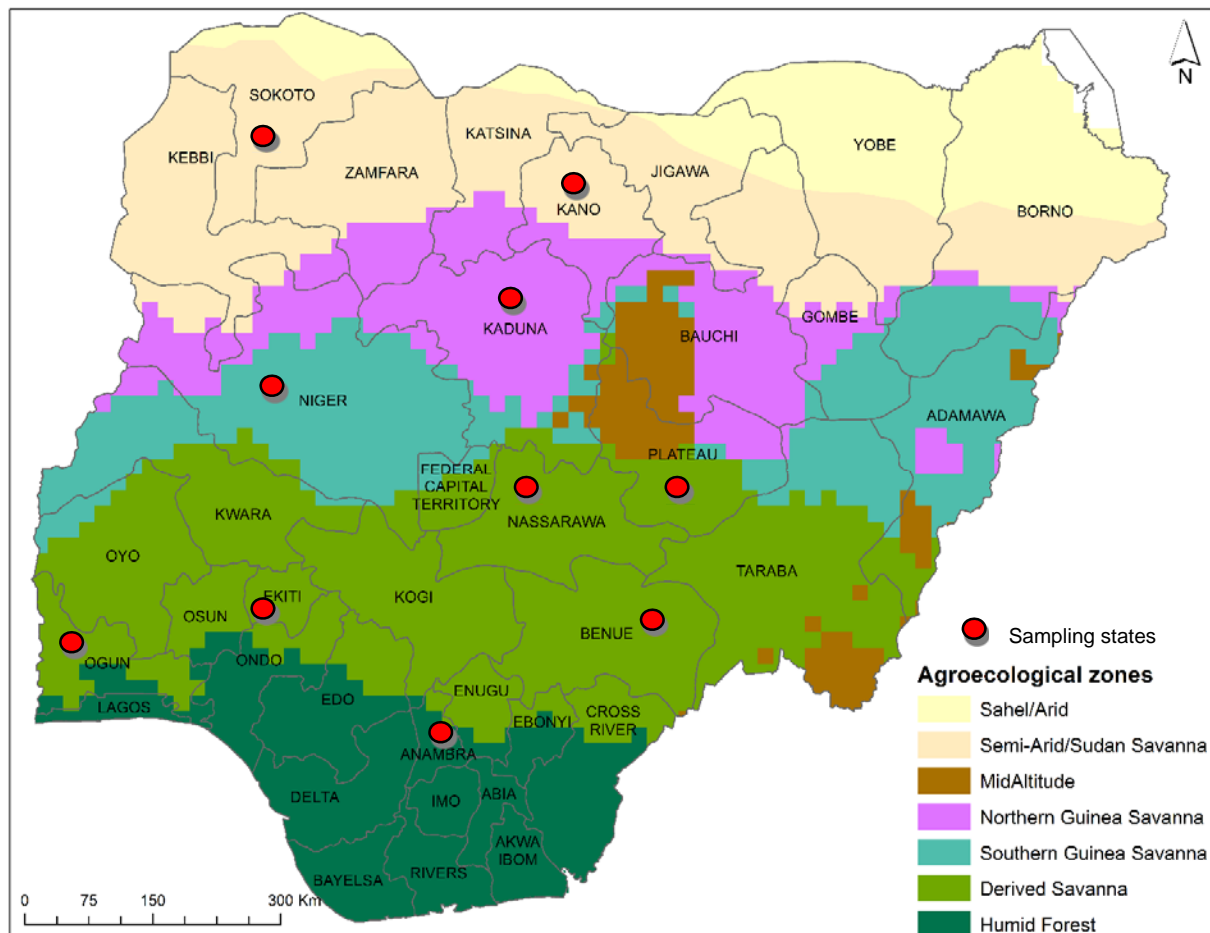 N
SOKOTO
KATSINA
KEBBI
YOBE
ZAMFARA
JIGAWA
KANO
BORNO
KADUNA
GOMBE
BAUCHI
NIGER
ADAMAWA
PLATEAU
FEDERAL
CAPITAL
TERRITORY
NASSARAWA
KWARA
OYO
TARABA
KOGI
EKITI
OSUN
BENUE
OGUN
ONDO
ENUGU
EDO
LAGOS
EBONYI
CROSS
RIVER
ANAMBRA
DELTA
IMO
ABIA
AKWA
IBOM
RIVERS
BAYELSA
Sampling states
Agroecological zones
Sahel/Arid
Semi-Arid/Sudan Savanna
MidAltitude
Northern Guinea Savanna
Southern Guinea Savanna
Derived Savanna
Humid Forest
0 75 150 300 Km